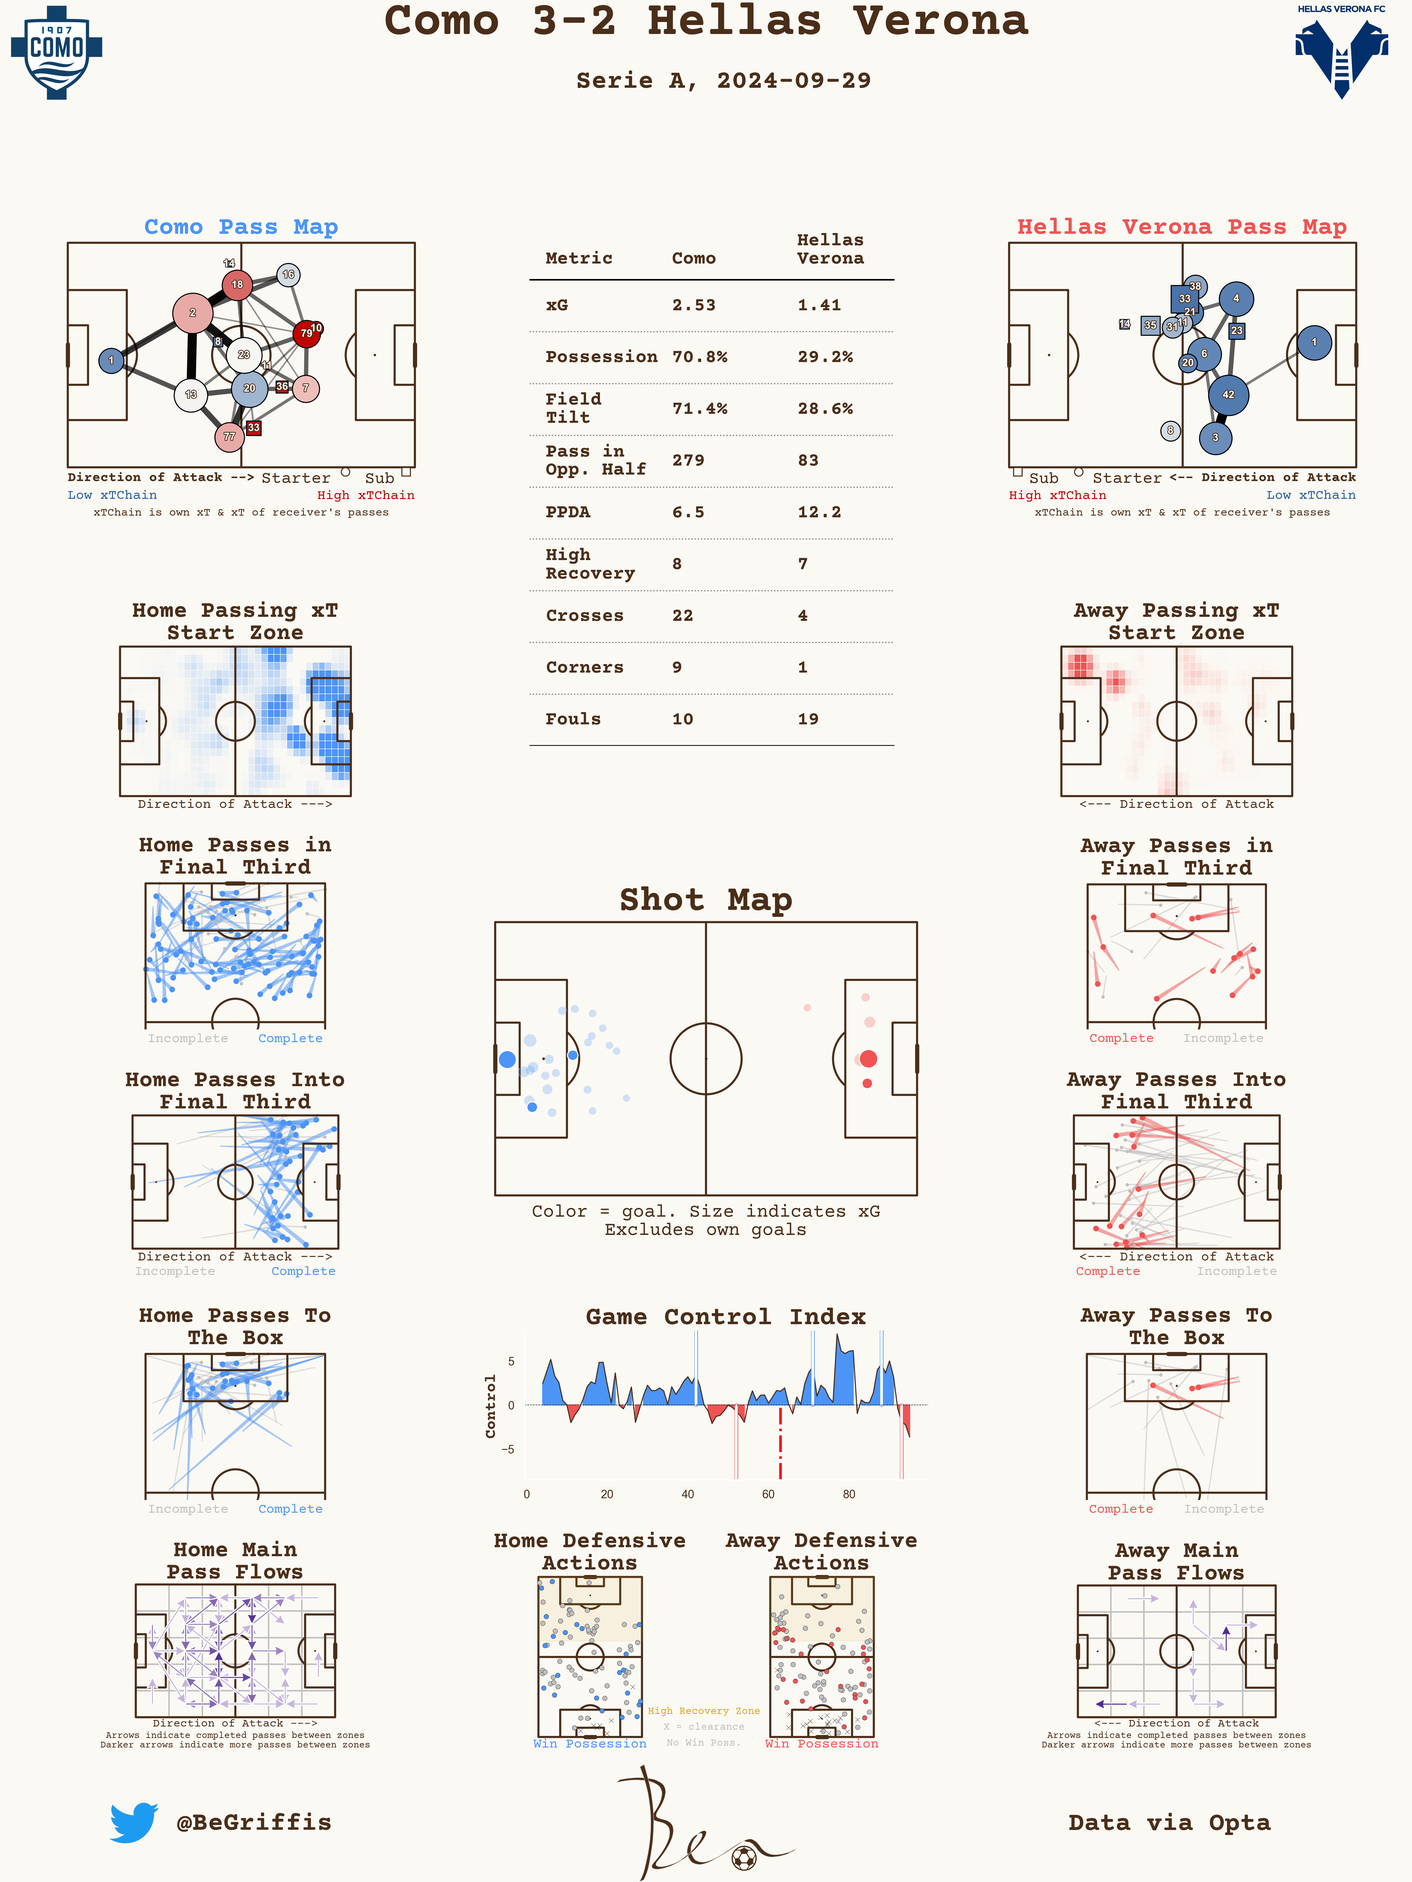 Como 3-2 Hellas Verona
Serie A, 2024-09-29
1907
COMO
HELLAS VERONA FC
Como Pass Map
14
18
16
2
79
10
8
23
1
11
20
36
7
13
77
33
Direction of Attack --> Starter Sub
Low xTChain High xTChain
xTChain is own xT & xT of receiver's passes
Metric Como Hellas Verona
xG 2.53 1.41
Possession 70.8% 29.2%
Field Tilt 71.4% 28.6%
Pass in Opp. Half 279 83
PPDA 6.5 12.2
High Recovery 8 7
Crosses 22 4
Corners 9 1
Fouls 10 19
Hellas Verona Pass Map
38
33
4
21
14
35
31
11
23
1
6
20
42
8
3
Sub Starter <-- Direction of Attack
High xTChain Low xTChain
xTChain is own xT & xT of receiver's passes
Home Passing xT
Start Zone
Direction of Attack --->
Away Passing xT
Start Zone
<--- Direction of Attack
Home Passes in
Final Third
Incomplete Complete
Away Passes in
Final Third
Complete Incomplete
Shot Map
Color = goal. Size indicates xG
Excludes own goals
Home Passes Into
Final Third
Direction of Attack --->
Incomplete Complete
Away Passes Into
Final Third
<--- Direction of Attack
Complete Incomplete
Home Passes To
The Box
Incomplete Complete
Game Control Index
Control
5
0
−5
0 20 40 60 80
Away Passes To
The Box
Complete Incomplete
Home Main
Pass Flows
Direction of Attack --->
Arrows indicate completed passes between zones
Darker arrows indicate more passes between zones
Home Defensive
Actions
Win Possession
Away Defensive
Actions
Win Possession
High Recovery Zone
X = clearance
No Win Poss.
Away Main
Pass Flows
<--- Direction of Attack
Arrows indicate completed passes between zones
Darker arrows indicate more passes between zones
@BeGriffis
Ben
Data via Opta